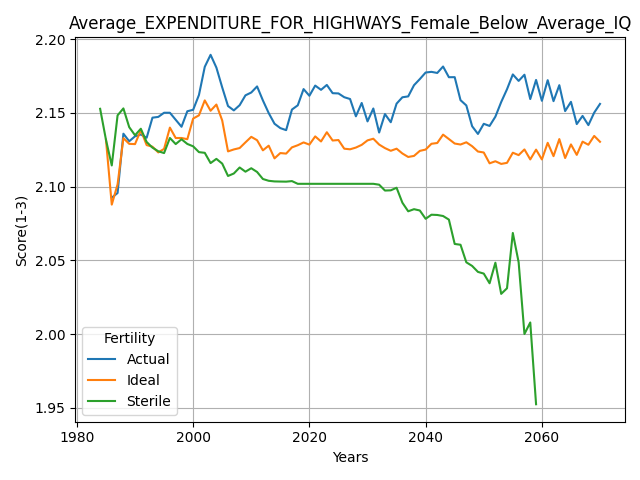 Average_EXPENDITURE_FOR_HIGHWAYS_Female_Below_Average_IQ
2.20
2.15
2.10
2.05
2.00
1.95
Score(1-3)
Fertility
Actual
Ideal
Sterile
1980
2000
2020
2040
2060
Years